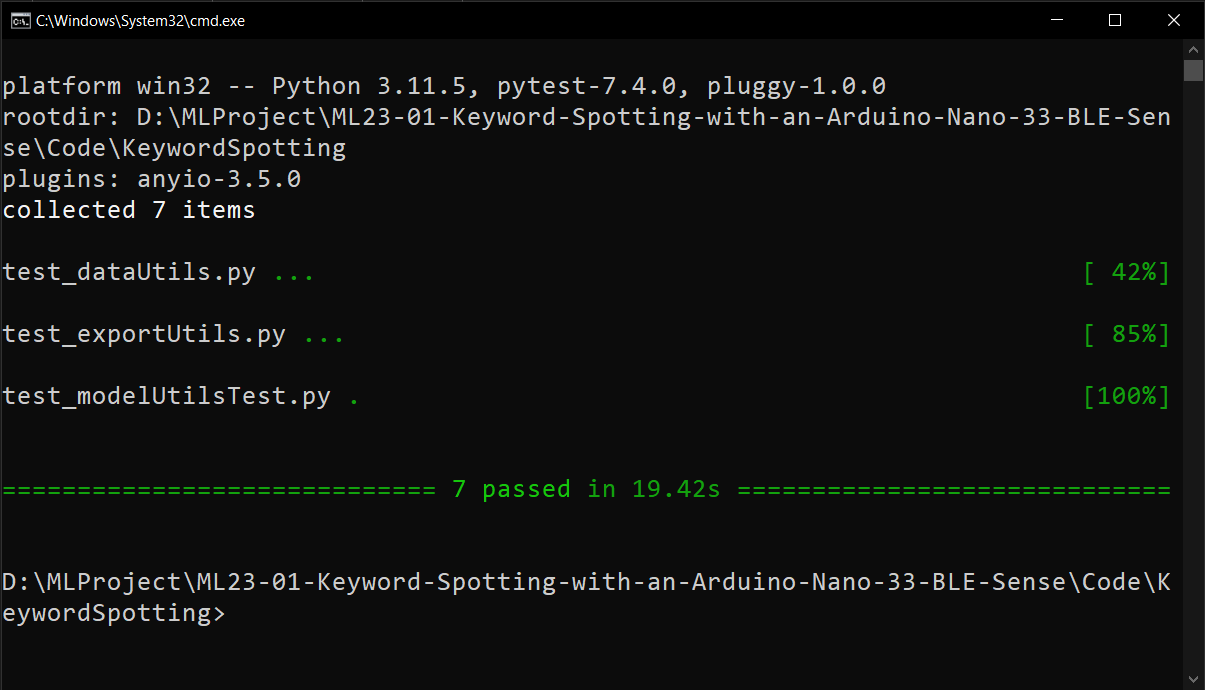 C:\Windows\System32\cmd.exe
platform win32 -- Python 3.11.5, pytest-7.4.0, pluggy-1.0.0
rootdir: D:\MLProject\ML23-01-Keyword-Spotting-with-an-Arduino-Nano-33-BLE-Sen
se\Code\KeywordSpotting
plugins: anyio-3.5.0
collected 7 items
test_dataUtils.py ... [ 42%]
test_exportUtils.py ... [ 85%]
test_modelUtilsTest.py . [100%]
============================= 7 passed in 19.42s =============================
D:\MLProject\ML23-01-Keyword-Spotting-with-an-Arduino-Nano-33-BLE-Sense\Code\K
eywordSpotting>